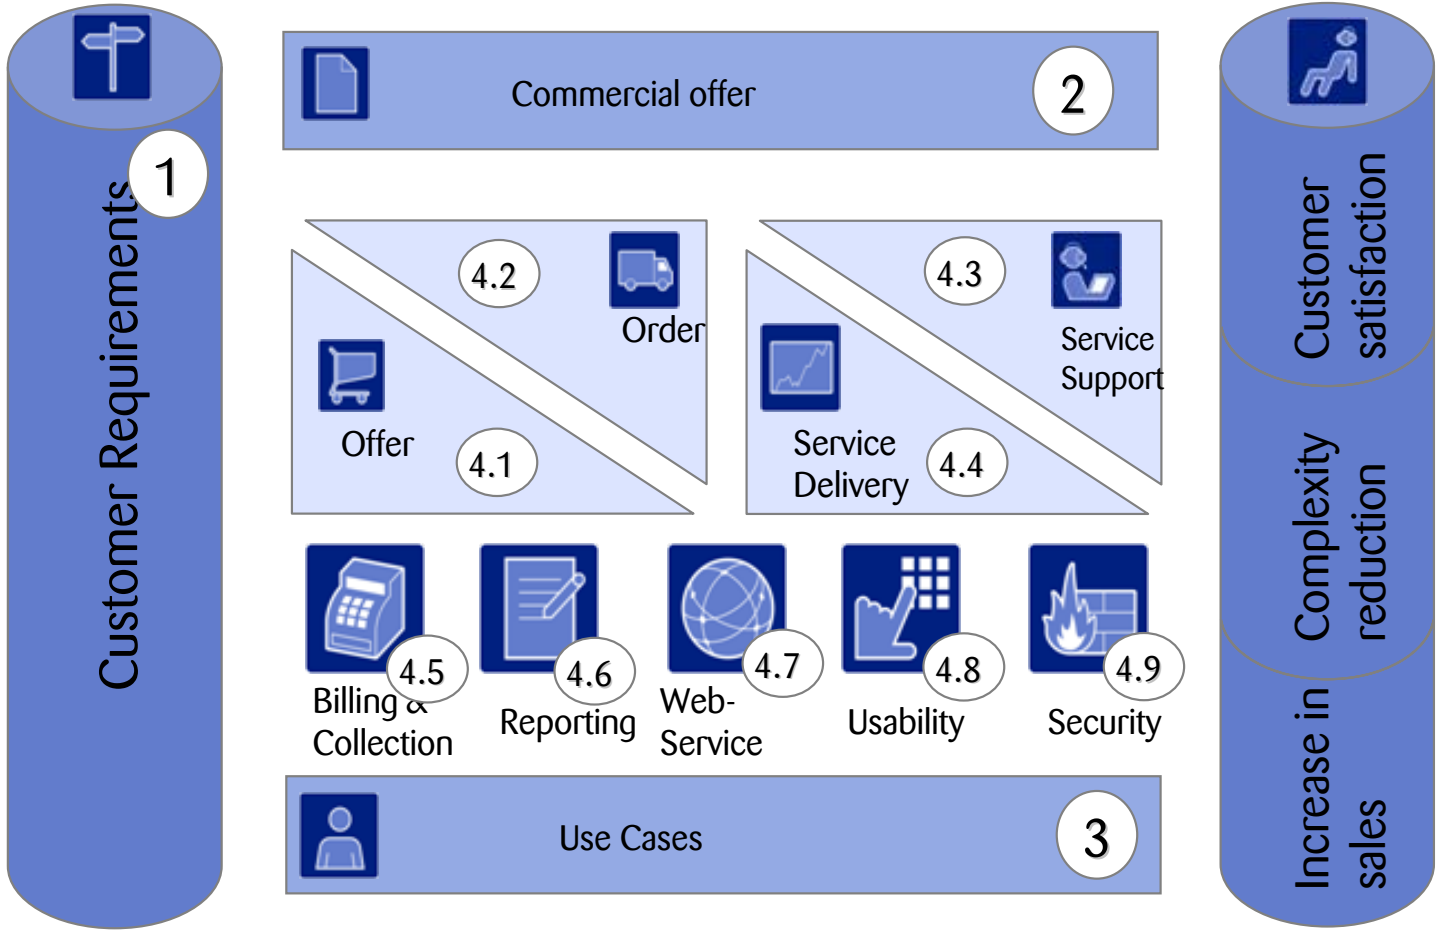 1
Customer Requirements
Commercial offer
2
4.2
Order
Offer
4.1
4.3
Service
Support
Service
Delivery
4.4
4.5
Billing &
Collection
4.6
Reporting
4.7
Web-
Service
4.8
Usability
4.9
Security
Use Cases
3
Customer
satisfaction
Complexity
reduction
Increase in
sales